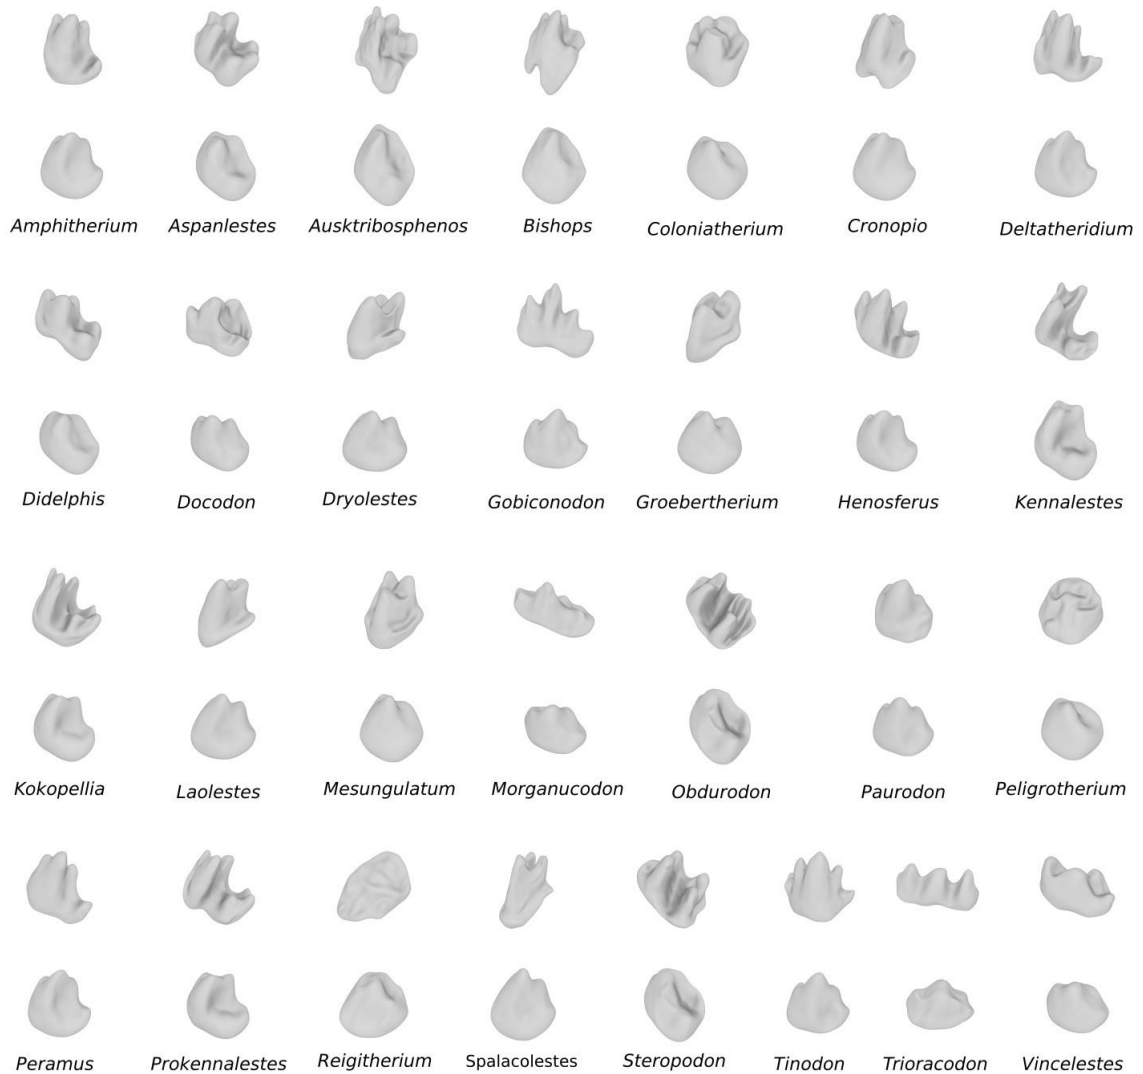 Amphitherium Aspanlestes Ausktribosphenos Bishops Coloniatherium Cronopio Deltatheridium
Didelphis Docodon Dryolestes Gobiconodon Groebertherium Henosferus Kennalestes
Kokopellia Laolestes Mesungulatum Morganucodon Obdurodon Paurodon Peligrotherium
Peramus Prokennalestes Reigitherium Spalacolestes Steropodon Tinodon Trioracodon Vincelestes